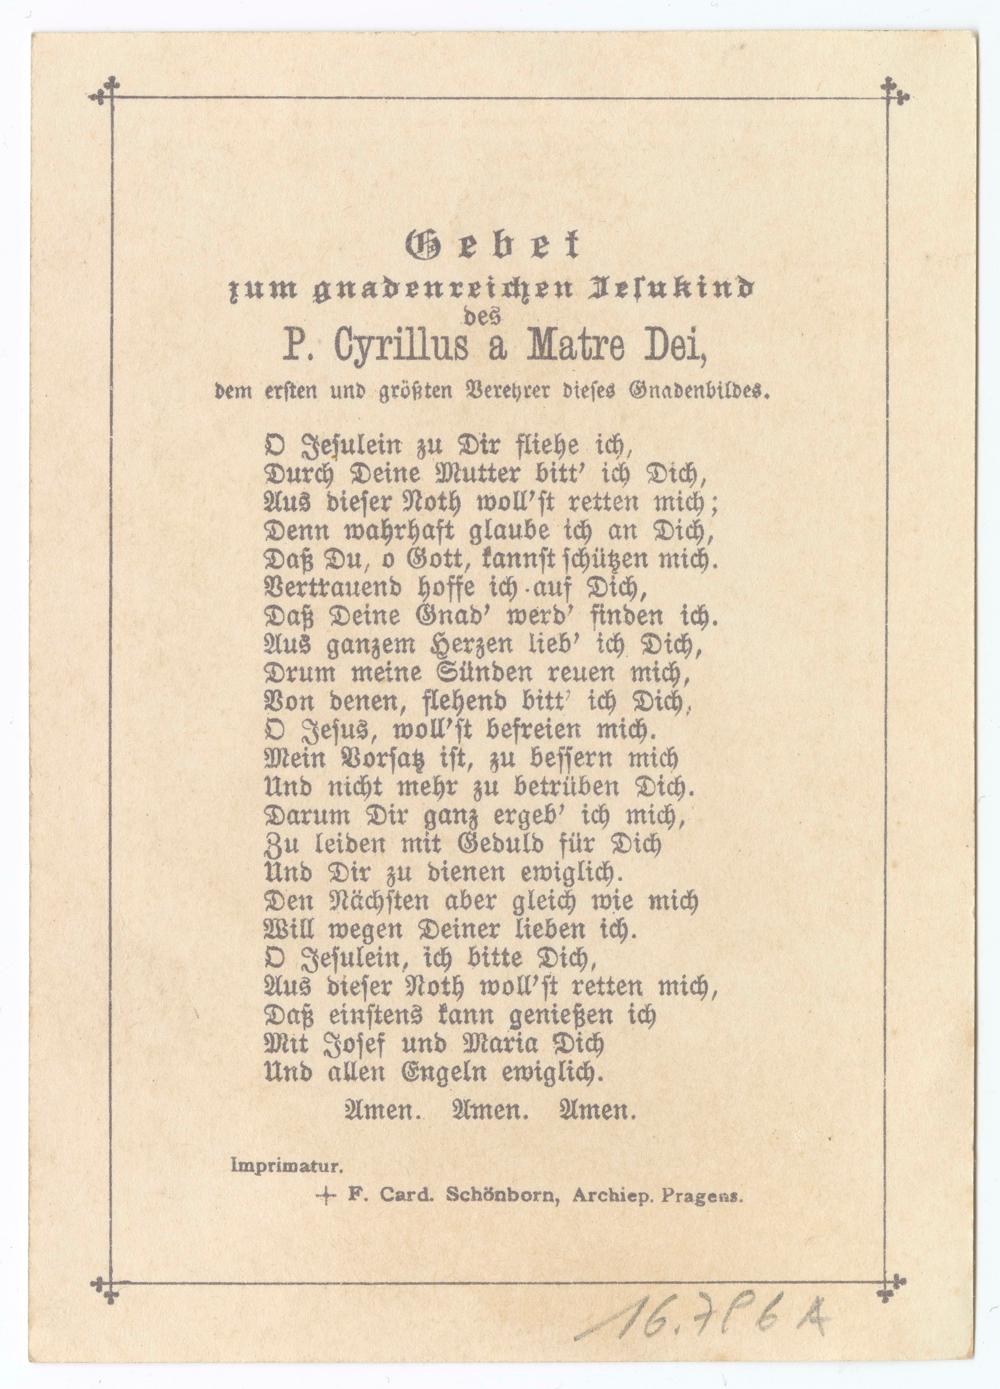 Gebet
zum gnadenreichen Jesukind
des
P. Cyrillus a Matre Dei,
dem ersten und größten Verehrer dieses Gnadenbildes.
O Jesulein zu Dir fliehe ich,
Durch Deine Mutter bitt' ich Dich,
Aus dieser Noth woll'st retten mich;
Denn wahrhaft glaube ich an Dich,
Daß Du, o Gott, kannst schützen mich.
Vertrauend hoffe ich auf Dich,
Daß Deine Gnad' werd' finden ich.
Aus ganzem Herzen lieb' ich Dich,
Drum meine Sünden reuen mich,
Von denen, flehend bitt' ich Dich,
O Jesus, woll'st befreien mich.
Mein Vorsatz ist, zu bessern mich
Und nicht mehr zu betrüben Dich.
Darum Dir ganz ergeb' ich mich,
Zu leiden mit Geduld für Dich
Und Dir zu dienen ewiglich.
Den Nächsten aber gleich wie mich
Will wegen Deiner lieben ich.
O Jesulein, ich bitte Dich,
Aus dieser Noth woll'st retten mich,
Daß einstens kann genießen ich
Mit Josef und Maria Dich
Und allen Engeln ewiglich.
Amen. Amen. Amen.
Imprimatur.
+ F. Card. Schönborn, Archiep. Pragens.
16.796 A